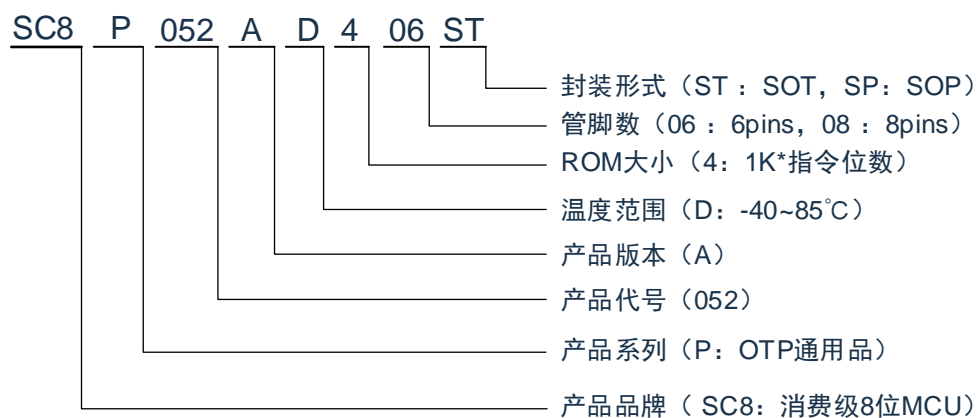 SC8 P 052 A D 4 06 ST
封装形式（ST：SOT，SP：SOP）
管脚数（06：6pins，08：8pins）
ROM大小（4：1K*指令位数）
温度范围（D：-40~85℃）
产品版本（A）
产品代号（052）
产品系列（P：OTP通用品）
产品品牌（ SC8：消费级8位MCU）